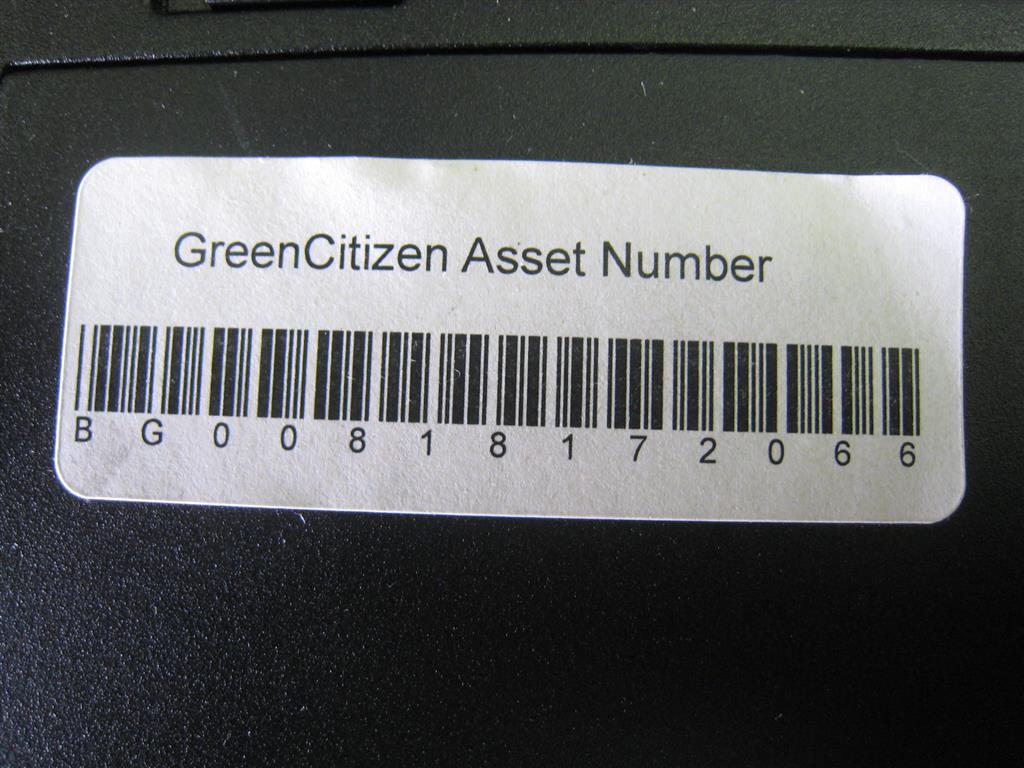 GreenCitizen Asset Number
B G 0 0 8 1 8 1 7 2 0 6 6